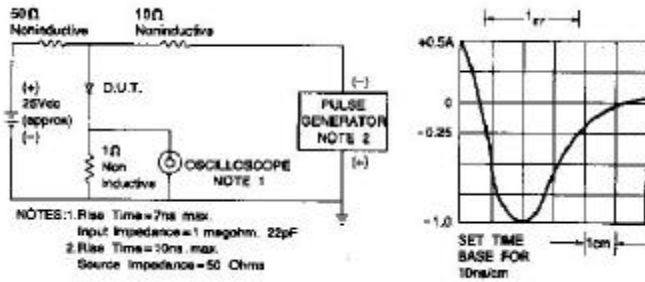 50Ω
Noninductive
10Ω
Noninductive
(+)
25Vdc
(approx)
(-)
D.U.T.
1Ω
Non
Inductive
OSCILLOSCOPE
NOTE 1
(-)
PULSE
GENERATOR
NOTE 2
(+)
NOTES:1.Rise Time=7ns max.
Input Impedance=1 megohm. 22pF
2.Rise Time=10ns max.
Source Impedance=50 Ohms
trr
+0.5A
0
-0.25
-1.0
SET TIME
BASE FOR
10ns/cm
1cm